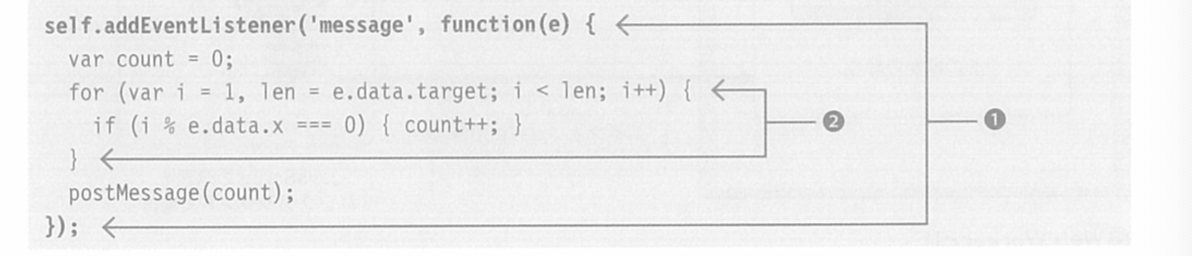 self.addEventListener('message', function(e) {
  var count = 0;
  for (var i = 1, len = e.data.target; i < len; i++) {
    if (i % e.data.x === 0) { count++; }
❷ ❶
  }
  postMessage(count);
});